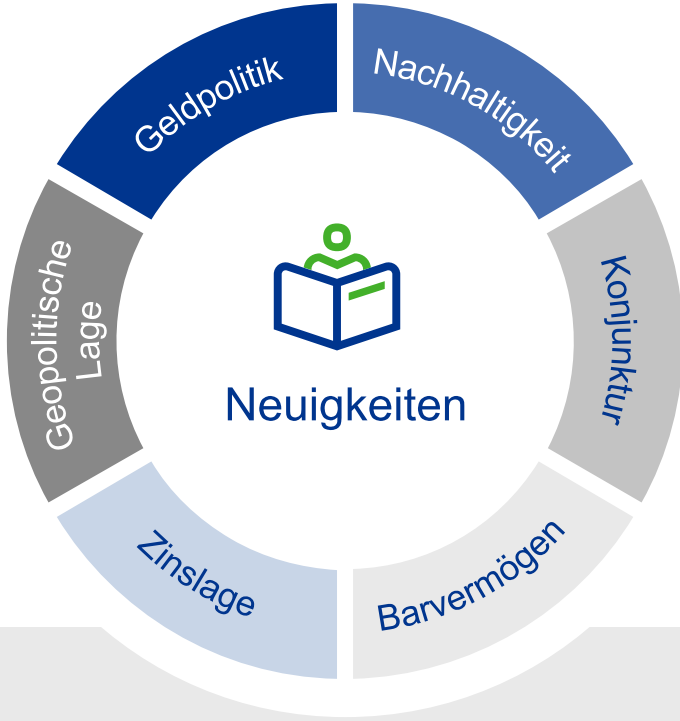 Geldpolitik
Nachhaltigkeit
Geopolitische
Lage
Konjunktur
Neuigkeiten
Zinslage
Barvermögen